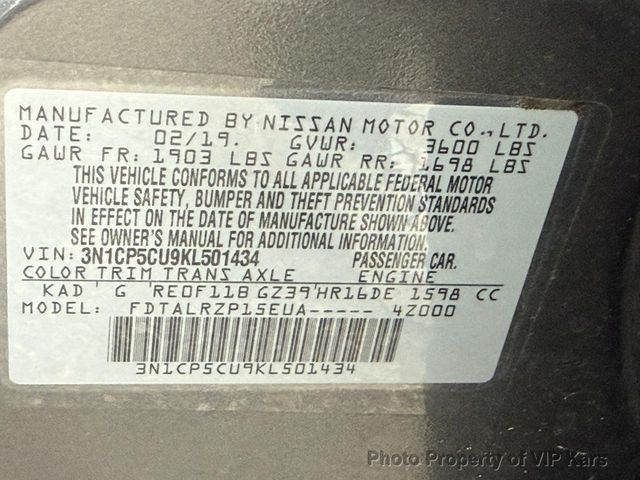 MANUFACTURED BY NISSAN MOTOR CO., LTD.
DATE: 02/19. GVWR: 3600 LBS
GAWR FR: 1903 LBS GAWR RR: 1698 LBS
THIS VEHICLE CONFORMS TO ALL APPLICABLE FEDERAL MOTOR
VEHICLE SAFETY, BUMPER AND THEFT PREVENTION STANDARDS
IN EFFECT ON THE DATE OF MANUFACTURE SHOWN ABOVE.
SEE OWNER'S MANUAL FOR ADDITIONAL INFORMATION.
VIN: 3N1CP5CU9KL501434 PASSENGER CAR.
COLOR TRIM TRANS AXLE ENGINE
KAD G RE0F11B GZ39 HR16DE 1598 CC
MODEL: FDTALRZP15EUA----- 4Z000
3N1CP5CU9KL501434
Photo Property of VIP Kars